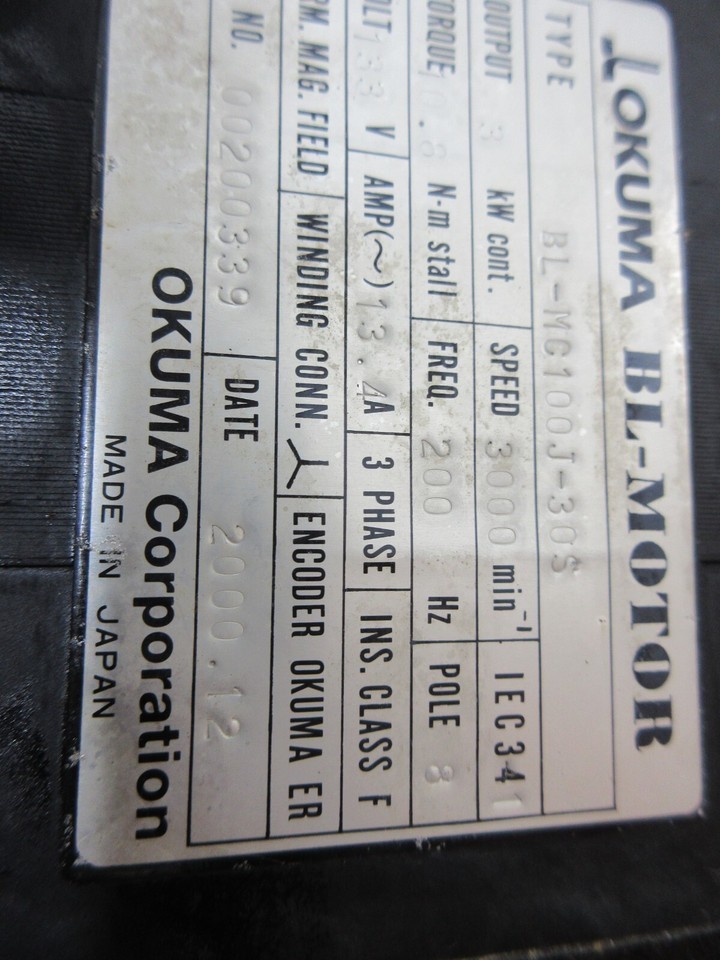 OKUMA BL-MOTOR
TYPE BL-MC100J-30S
OUTPUT 3 kW cont. SPEED 3000 min⁻¹ IEC34
TORQUE N-m stall FREQ. 200 Hz POLE 8
V AMP(~) 13.4A 3 PHASE INS. CLASS F
MAG. FIELD WINDING CONN. ENCODER OKUMA ER
NO. 00200339 DATE 2000.12
OKUMA Corporation
MADE IN JAPAN